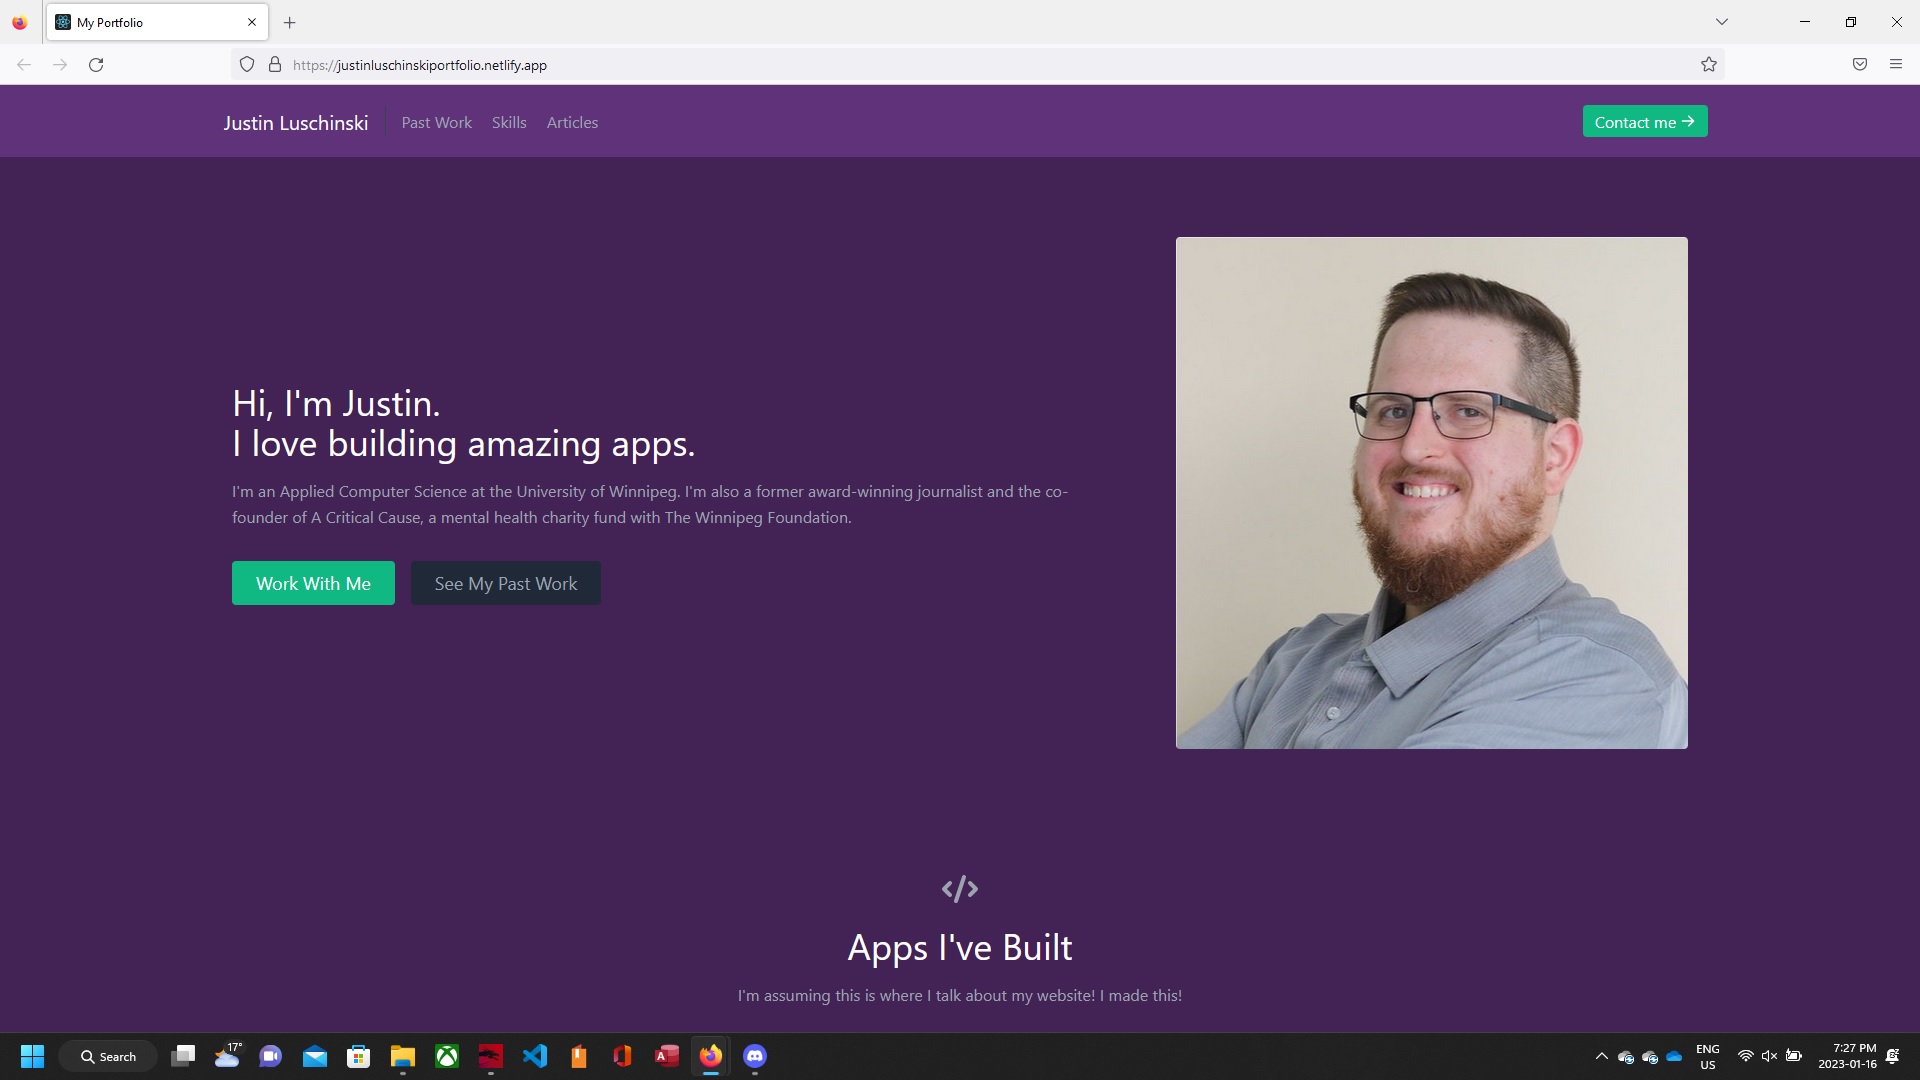 My Portfolio
https://justinluschinskiportfolio.netlify.app
Justin Luschinski
Past Work
Skills
Articles
Contact me
Hi, I'm Justin.
I love building amazing apps.
I'm an Applied Computer Science at the University of Winnipeg. I'm also a former award-winning journalist and the co-
founder of A Critical Cause, a mental health charity fund with The Winnipeg Foundation.
Work With Me
See My Past Work
</>
Apps I've Built
I'm assuming this is where I talk about my website! I made this!
Search
17°
A
ENG
US
7:27 PM
2023-01-16